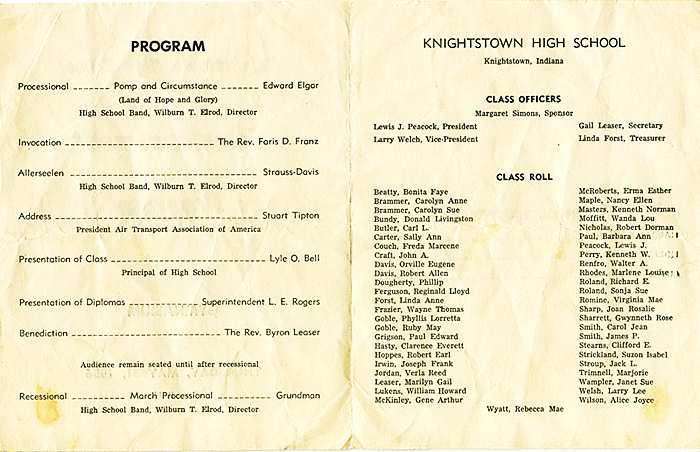 PROGRAM
Processional Pomp and Circumstance Edward Elgar
(Land of Hope and Glory)
High School Band, Wilburn T. Elrod, Director
Invocation The Rev. Faris D. Franz
Allerseelen Strauss-Davis
High School Band, Wilburn T. Elrod, Director
Address Stuart Tipton
President Air Transport Association of America
Presentation of Class Lyle O. Bell
Principal of High School
Presentation of Diplomas Superintendent L. E. Rogers
Benediction The Rev. Byron Leaser
Audience remain seated until after recessional
Recessional March Processional Grundman
High School Band, Wilburn T. Elrod, Director
KNIGHTSTOWN HIGH SCHOOL
Knightstown, Indiana
CLASS OFFICERS
Margaret Simons, Sponsor
Lewis J. Peacock, President
Larry Welch, Vice-President
Gail Leaser, Secretary
Linda Forst, Treasurer
CLASS ROLL
Beatty, Bonita Faye
Brammer, Carolyn Anne
Brammer, Carolyn Sue
Bundy, Donald Livingston
Butler, Carl L.
Carter, Sally Ann
Couch, Freda Marcene
Craft, John A.
Davis, Orville Eugene
Davis, Robert Allen
Dougherty, Phillip
Ferguson, Reginald Lloyd
Forst, Linda Anne
Frazier, Wayne Thomas
Goble, Phyllis Lorretta
Goble, Ruby May
Grigson, Paul Edward
Hasty, Clarence Everett
Hoppes, Robert Earl
Irwin, Joseph Frank
Jordan, Verla Reed
Leaser, Marilyn Gail
Lukens, William Howard
McKinley, Gene Arthur
McRoberts, Erma Esther
Maple, Nancy Ellen
Masters, Kenneth Norman
Moffitt, Wanda Lou
Nicholas, Robert Dorman
Paul, Barbara Ann
Peacock, Lewis J.
Perry, Kenneth W.
Renfro, Walter A.
Rhodes, Marlene Louise
Roland, Richard E.
Roland, Sonja Sue
Romine, Virginia Mae
Sharp, Joan Rosalie
Sharrett, Gwynneth Rose
Smith, Carol Jean
Smith, James P.
Stearns, Clifford E.
Strickland, Suzon Isabel
Stroup, Jack L.
Trimnell, Marjorie
Wampler, Janet Sue
Welsh, Larry Lee
Wilson, Alice Joyce
Wyatt, Rebecca Mae